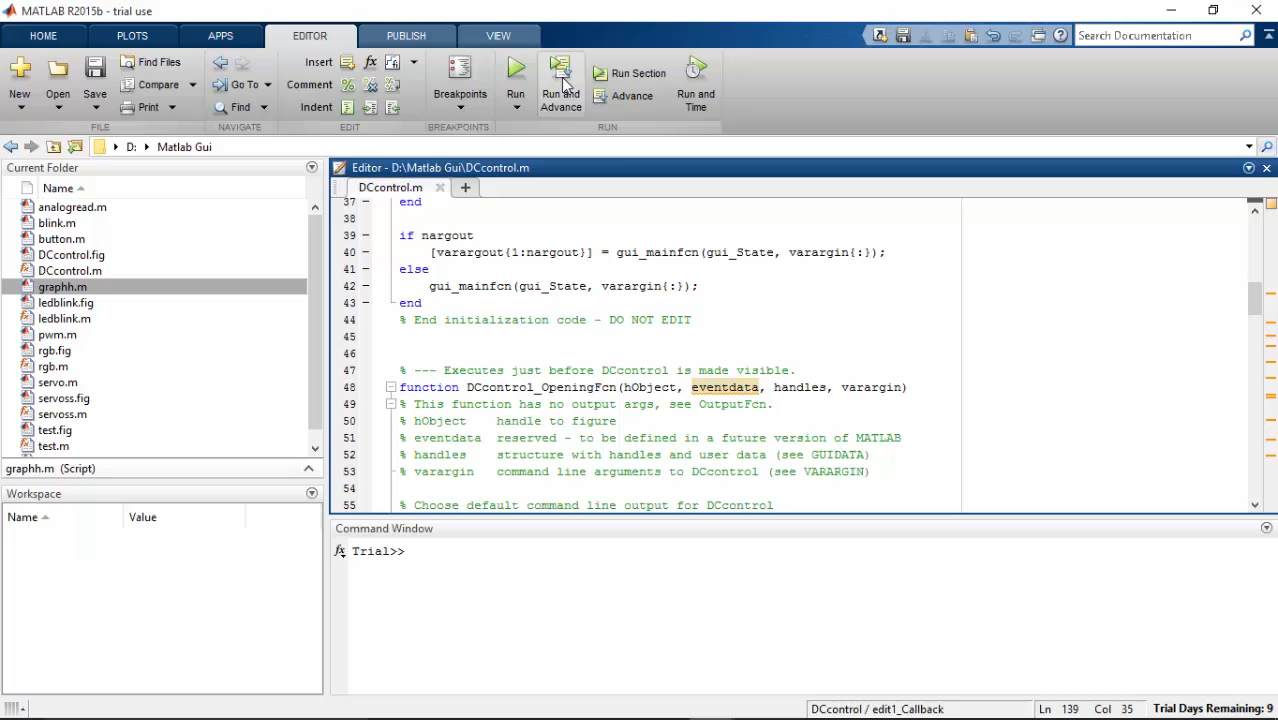 MATLAB R2015b - trial use
HOME PLOTS APPS EDITOR PUBLISH VIEW
Search Documentation
New Open Save
Find Files
Compare
Print
Go To
Find
Insert fx
Comment
Indent
Breakpoints
Run
Run and Advance
Run Section
Advance
Run and Time
FILE NAVIGATE EDIT BREAKPOINTS RUN
D: Matlab Gui
Current Folder
Name
analogread.m
blink.m
button.m
DCcontrol.fig
DCcontrol.m
graphh.m
ledblink.fig
ledblink.m
pwm.m
rgb.fig
rgb.m
servo.m
servoss.fig
servoss.m
test.fig
test.m
graphh.m (Script)
Workspace
Name Value
Editor - D:\Matlab Gui\DCcontrol.m
DCcontrol.m
37 end
38
39 if nargout
40 [varargout{1:nargout}] = gui_mainfcn(gui_State, varargin{:});
41 else
42 gui_mainfcn(gui_State, varargin{:});
43 end
44 % End initialization code - DO NOT EDIT
45
46
47 % --- Executes just before DCcontrol is made visible.
48 function DCcontrol_OpeningFcn(hObject, eventdata, handles, varargin)
49 % This function has no output args, see OutputFcn.
50 % hObject handle to figure
51 % eventdata reserved - to be defined in a future version of MATLAB
52 % handles structure with handles and user data (see GUIDATA)
53 % varargin command line arguments to DCcontrol (see VARARGIN)
54
55 % Choose default command line output for DCcontrol
Command Window
fx Trial>>
DCcontrol / edit1_Callback
Ln 139 Col 35
Trial Days Remaining: 9